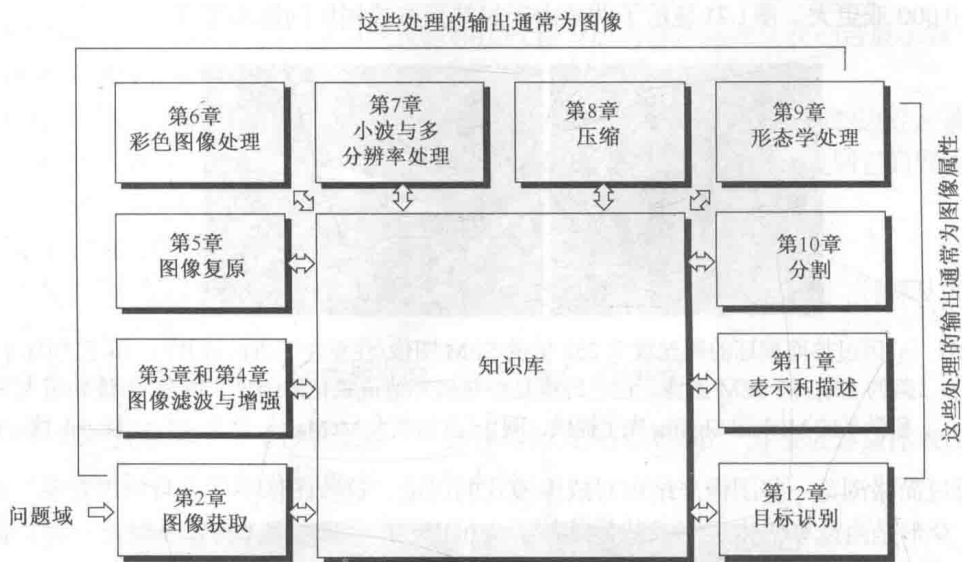 0,000
这些处理的输出通常为图像
第6章
彩色图像处理
第7章
小波与多
分辨率处理
第8章
压缩
第9章
形态学处理
第5章
图像复原
第10章
分割
第3章和第4章
图像滤波与增强
知识库
第11章
表示和描述
问题域
第2章
图像获取
第12章
目标识别
这些处理的输出通常为图像属性